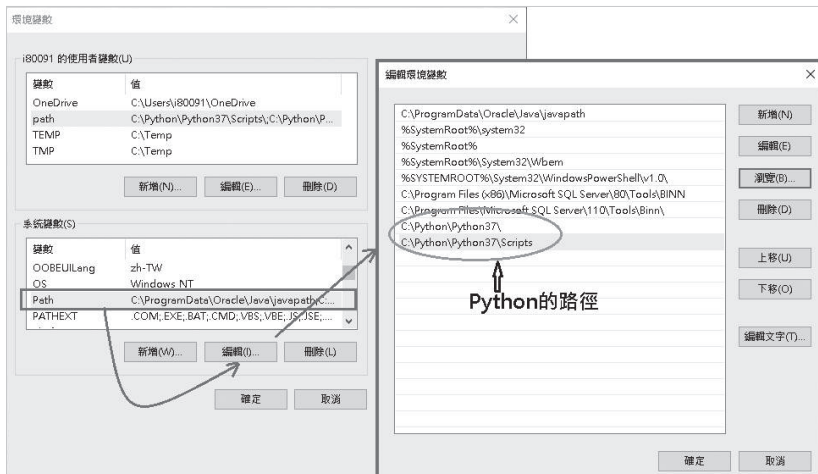 環境變數
i80091 的使用者變數(U)
變數 值
OneDrive C:\Users\i80091\OneDrive
path C:\Python\Python37\Scripts\;C:\Python\P...
TEMP C:\Temp
TMP C:\Temp
新增(N)... 編輯(E)... 刪除(D)
系統變數(S)
變數 值
OOBEUILang zh-TW
OS Windows NT
Path C:\ProgramData\Oracle\Java\javapath;C:...
PATHEXT .COM;.EXE;.BAT;.CMD;.VBS;.VBE;.JS;.JSE;....
新增(W)... 編輯(I)... 刪除(L)
確定 取消
編輯環境變數
C:\ProgramData\Oracle\Java\javapath
%SystemRoot%\system32
%SystemRoot%
%SystemRoot%\System32\Wbem
%SYSTEMROOT%\System32\WindowsPowerShell\v1.0\
C:\Program Files (x86)\Microsoft SQL Server\80\Tools\BINN
C:\Program Files\Microsoft SQL Server\110\Tools\Binn\
C:\Python\Python37\
C:\Python\Python37\Scripts
Python的路徑
新增(N)
編輯(E)
瀏覽(B)...
刪除(D)
上移(U)
下移(O)
編輯文字(T)...
確定 取消